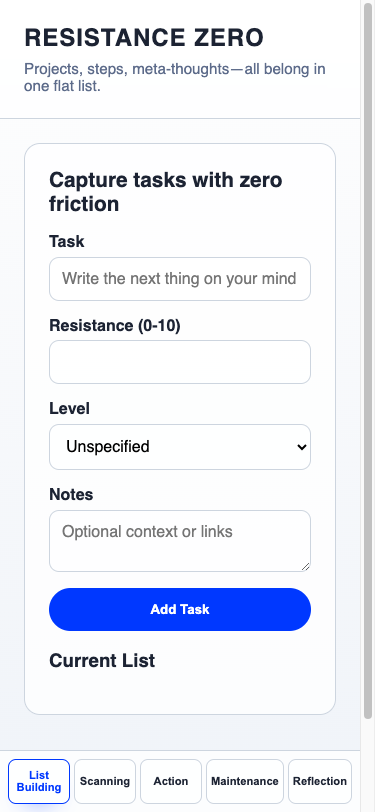 RESISTANCE ZERO
Projects, steps, meta-thoughts—all belong in
one flat list.
Capture tasks with zero
friction
Task
Write the next thing on your mind
Resistance (0-10)
Level
Unspecified
Notes
Optional context or links
Add Task
Current List
List
Building
Scanning
Action
Maintenance
Reflection